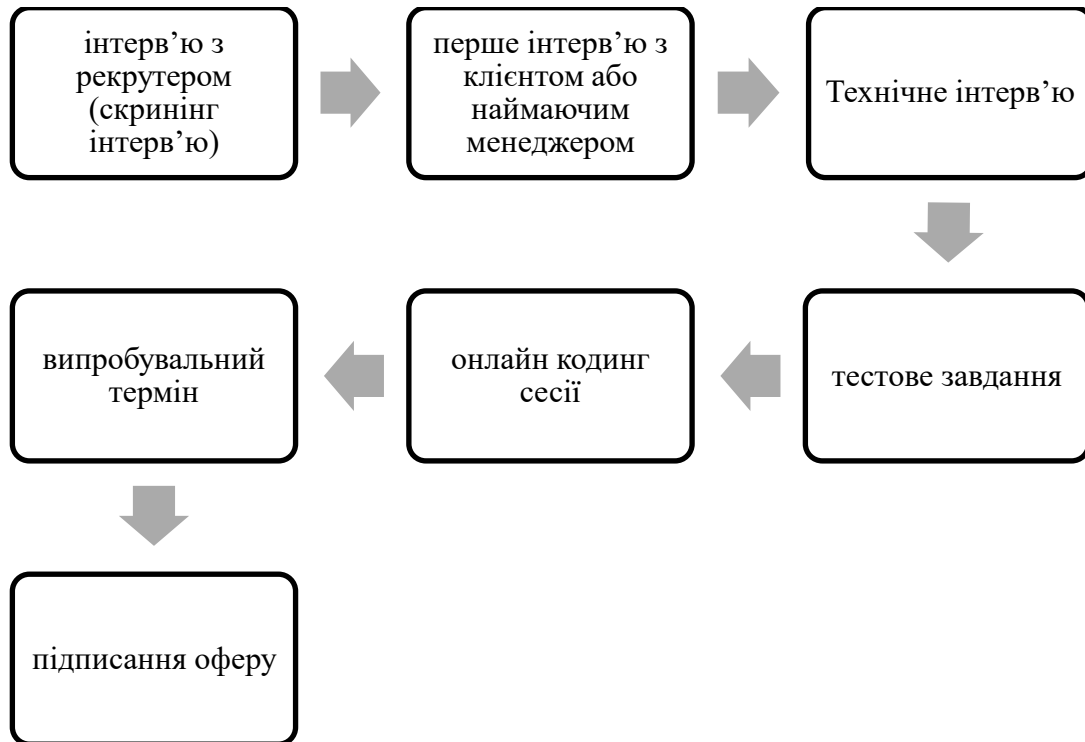 інтерв’ю з
рекрутером
(скринінг
інтерв’ю)
перше інтерв’ю з
клієнтом або
наймаючим
менеджером
Технічне інтерв’ю
тестове завдання
онлайн кодинг
сесії
випробувальний
термін
підписання оферу